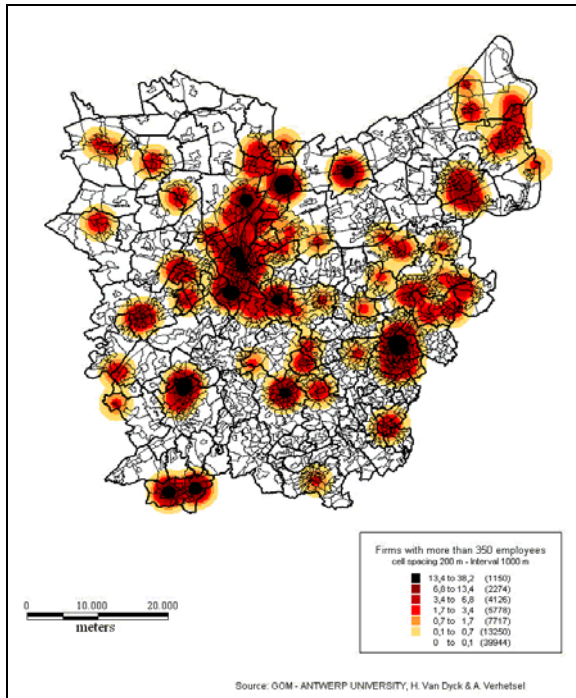 Firms with more than 350 employees
cell spacing 200 m - Interval 1000 m
13,4 to 38,2 (1150)
6,8 to 13,4 (2274)
3,4 to 6,8 (4126)
1,7 to 3,4 (5778)
0,7 to 1,7 (7717)
0,1 to 0,7 (13250)
0 to 0,1 (39944)
0 10.000 20.000
meters
Source: GOM - ANTWERP UNIVERSITY, H. Van Dyck & A. Verhetsel